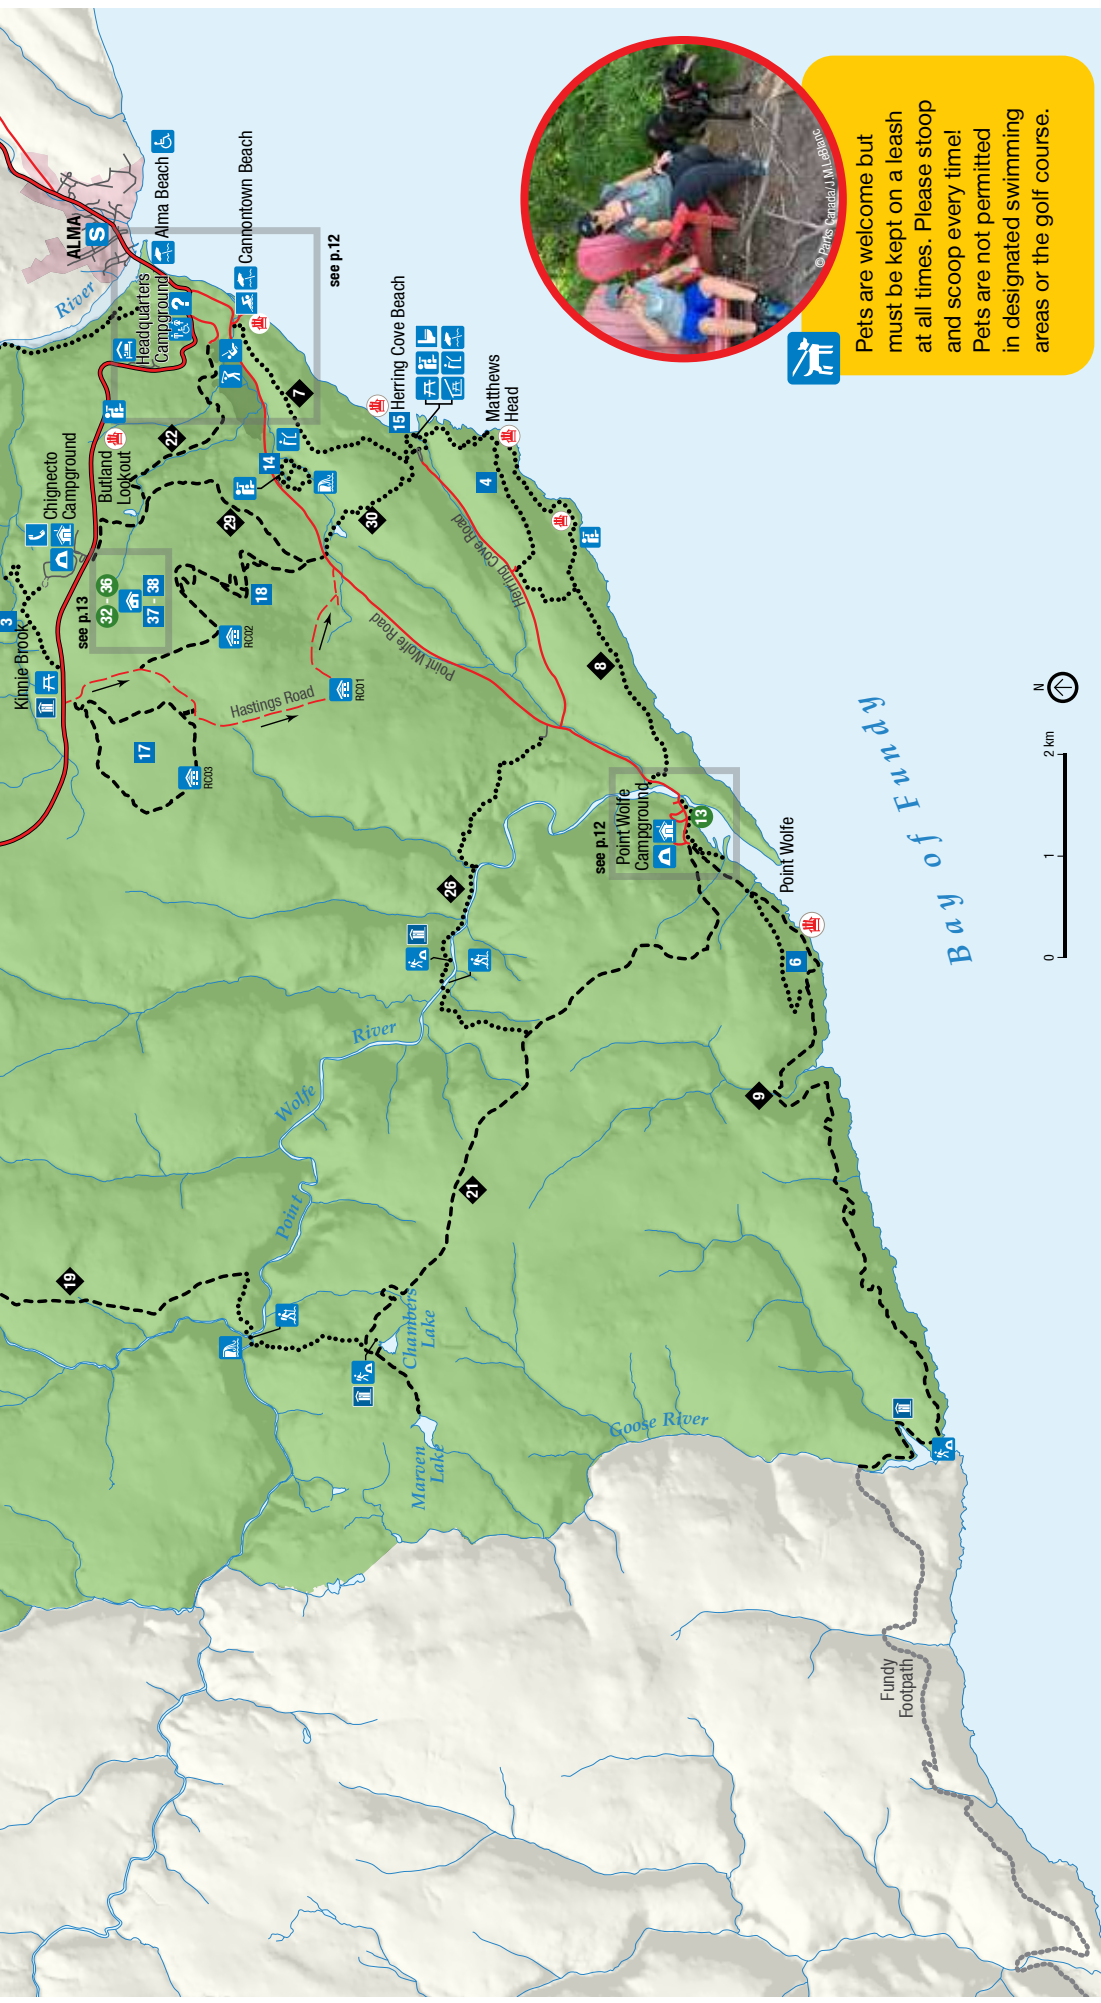 ALMA
S
River
Alma Beach
Cannontown Beach
Headquarters
Campground
?
see p.12
Herring Cove Beach
15
Matthews
Head
7
22
14
4
Chignecto
Campground
Butland
Lookout
29
30
Herring Cove Road
see p.13
32 - 36
37 - 38
18
3
Kinnie Brook
RC02
Point Wolfe Road
RC01
Hastings Road
8
17
RC03
see p.12
Point Wolfe
Campground
13
Point Wolfe
26
6
River
Wolfe
Point
9
21
19
Chambers
Lake
Marven
Lake
Goose River
Fundy
Footpath
Bay of Fundy
N
0
1
2 km
© Parks Canada/J.M.LeBlanc
Pets are welcome but
must be kept on a leash
at all times. Please stoop
and scoop every time!
Pets are not permitted
in designated swimming
areas or the golf course.